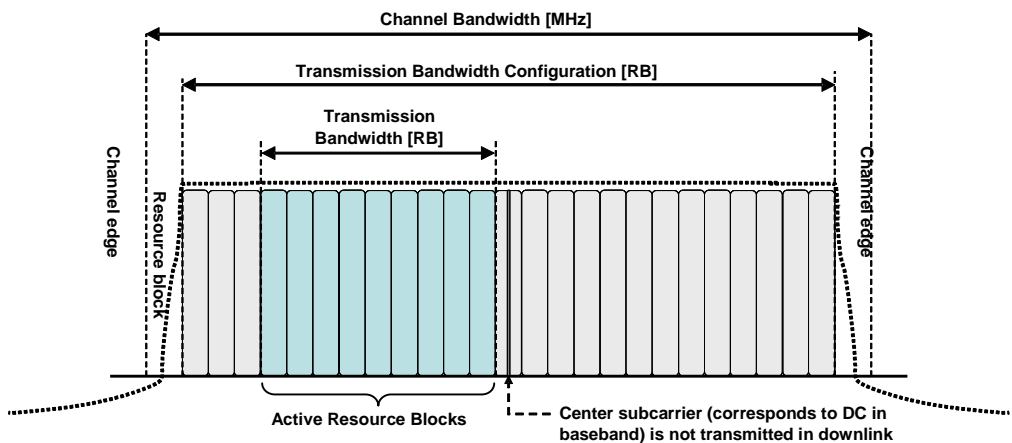 Channel Bandwidth [MHz]
Transmission Bandwidth Configuration [RB]
Transmission
Bandwidth [RB]
Channel edge
Resource block
Channel edge
Active Resource Blocks
Center subcarrier (corresponds to DC in
baseband) is not transmitted in downlink